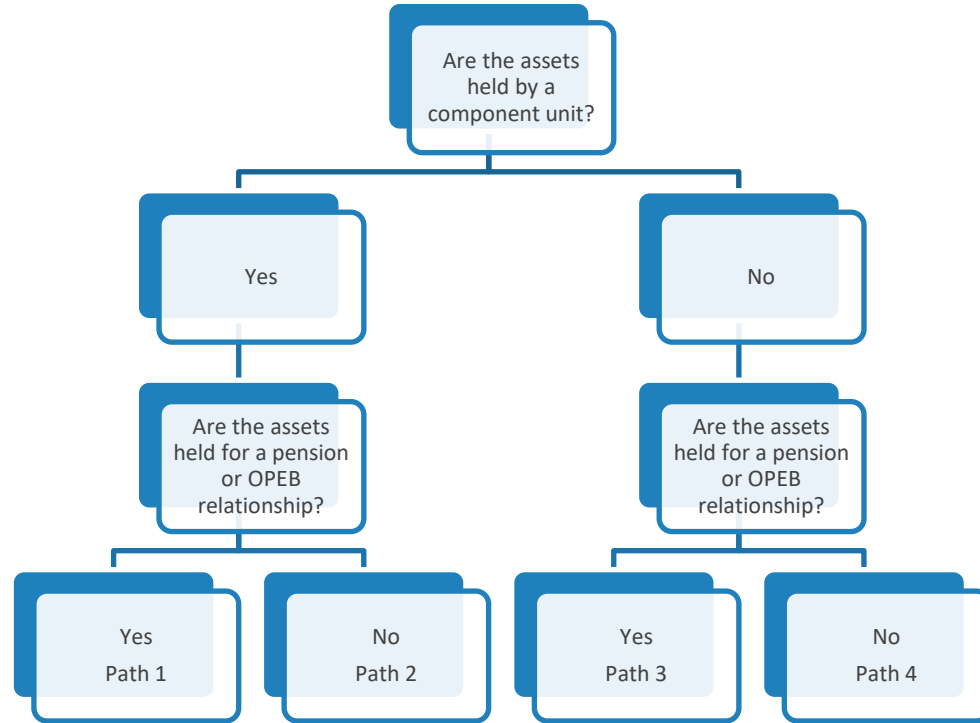 Are the assets
held by a
component unit?
Yes
No
Are the assets
held for a pension
or OPEB
relationship?
Are the assets
held for a pension
or OPEB
relationship?
Yes
Path 1
No
Path 2
Yes
Path 3
No
Path 4